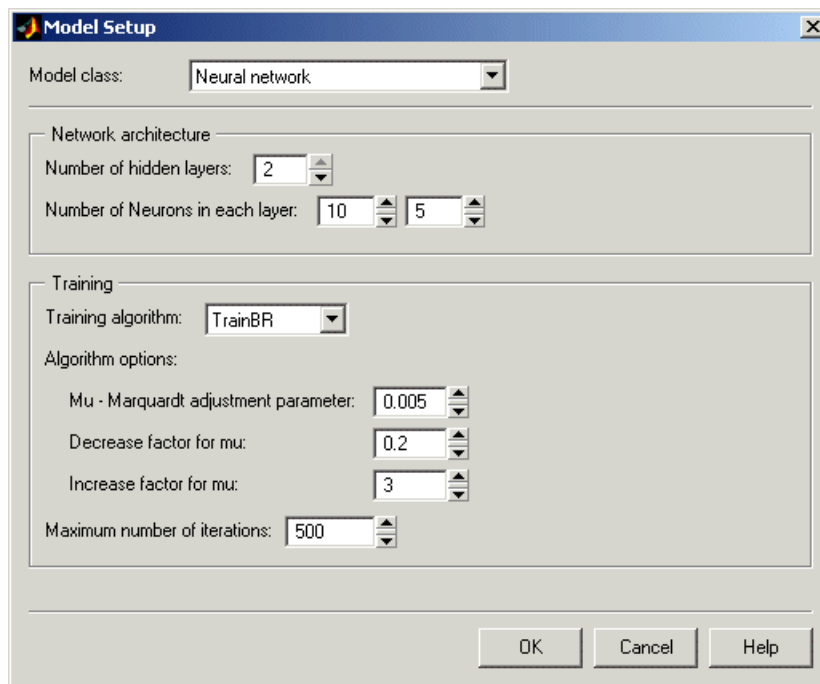 Model Setup
Model class: Neural network
Network architecture
Number of hidden layers: 2
Number of Neurons in each layer: 10 5
Training
Training algorithm: TrainBR
Algorithm options:
Mu - Marquardt adjustment parameter: 0.005
Decrease factor for mu: 0.2
Increase factor for mu: 3
Maximum number of iterations: 500
OK Cancel Help